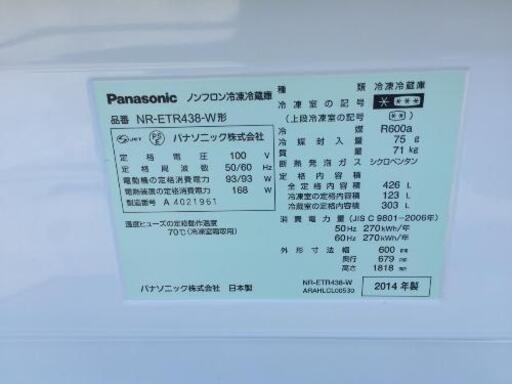 Panasonic ノンフロン冷凍冷蔵庫
品番 NR-ETR438-W形
JET PSE パナソニック株式会社
定格電圧 100 V
定格周波数 50/60 Hz
電動機の定格消費電力 93/93 W
電熱装置の定格消費電力 168 W
製造番号 A 4021961
温度ヒューズの定格動作温度
70℃(冷凍室霜取用)
パナソニック株式会社 日本製
種類 冷凍冷蔵庫
冷凍室の記号
(上段冷凍室の記号)
冷媒 R600a
冷媒封入量 75 g
質量 71 kg
断熱発泡ガス シクロペンタン
全定格内容積 426 L
冷凍室の定格内容積 123 L
冷蔵室の定格内容積 303 L
消費電力量(JIS C 9801-2006年)
50Hz 270 kWh/年
60Hz 270 kWh/年
外形寸法 幅 600 mm
奥行 679 mm
高さ 1818 mm
NR-ETR438-W
ARAHLCL00530
2014年製